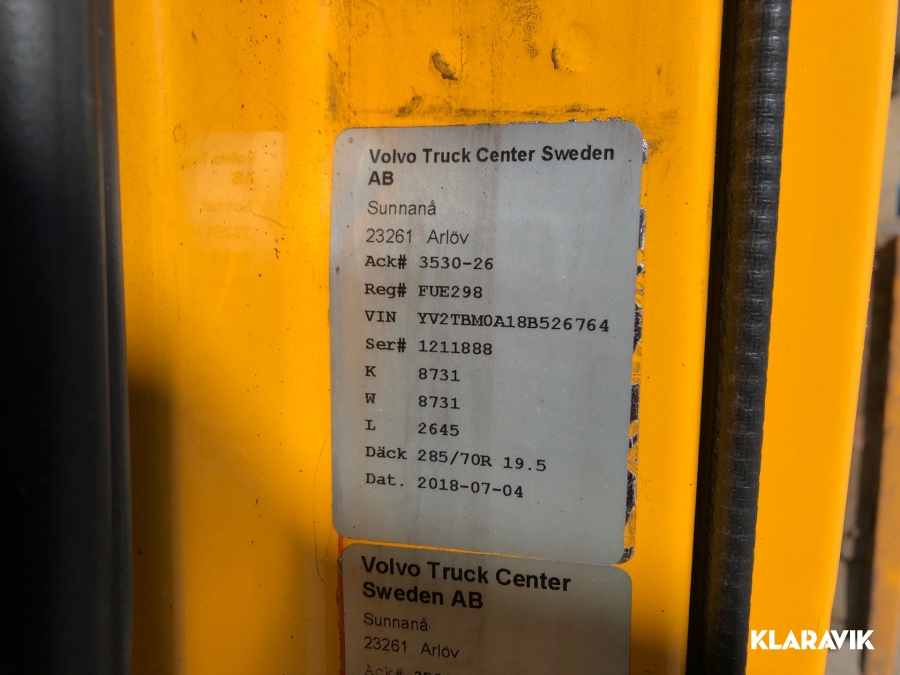 Volvo Truck Center Sweden
AB
Sunnanå
23261 Arlöv
Ack# 3530-26
Reg# FUE298
VIN YV2TBM0A18B526764
Ser# 1211888
K 8731
W 8731
L 2645
Däck 285/70R 19.5
Dat. 2018-07-04
Volvo Truck Center
Sweden AB
Sunnanå
23261 Arlöv
Ack#
KLARAVIK